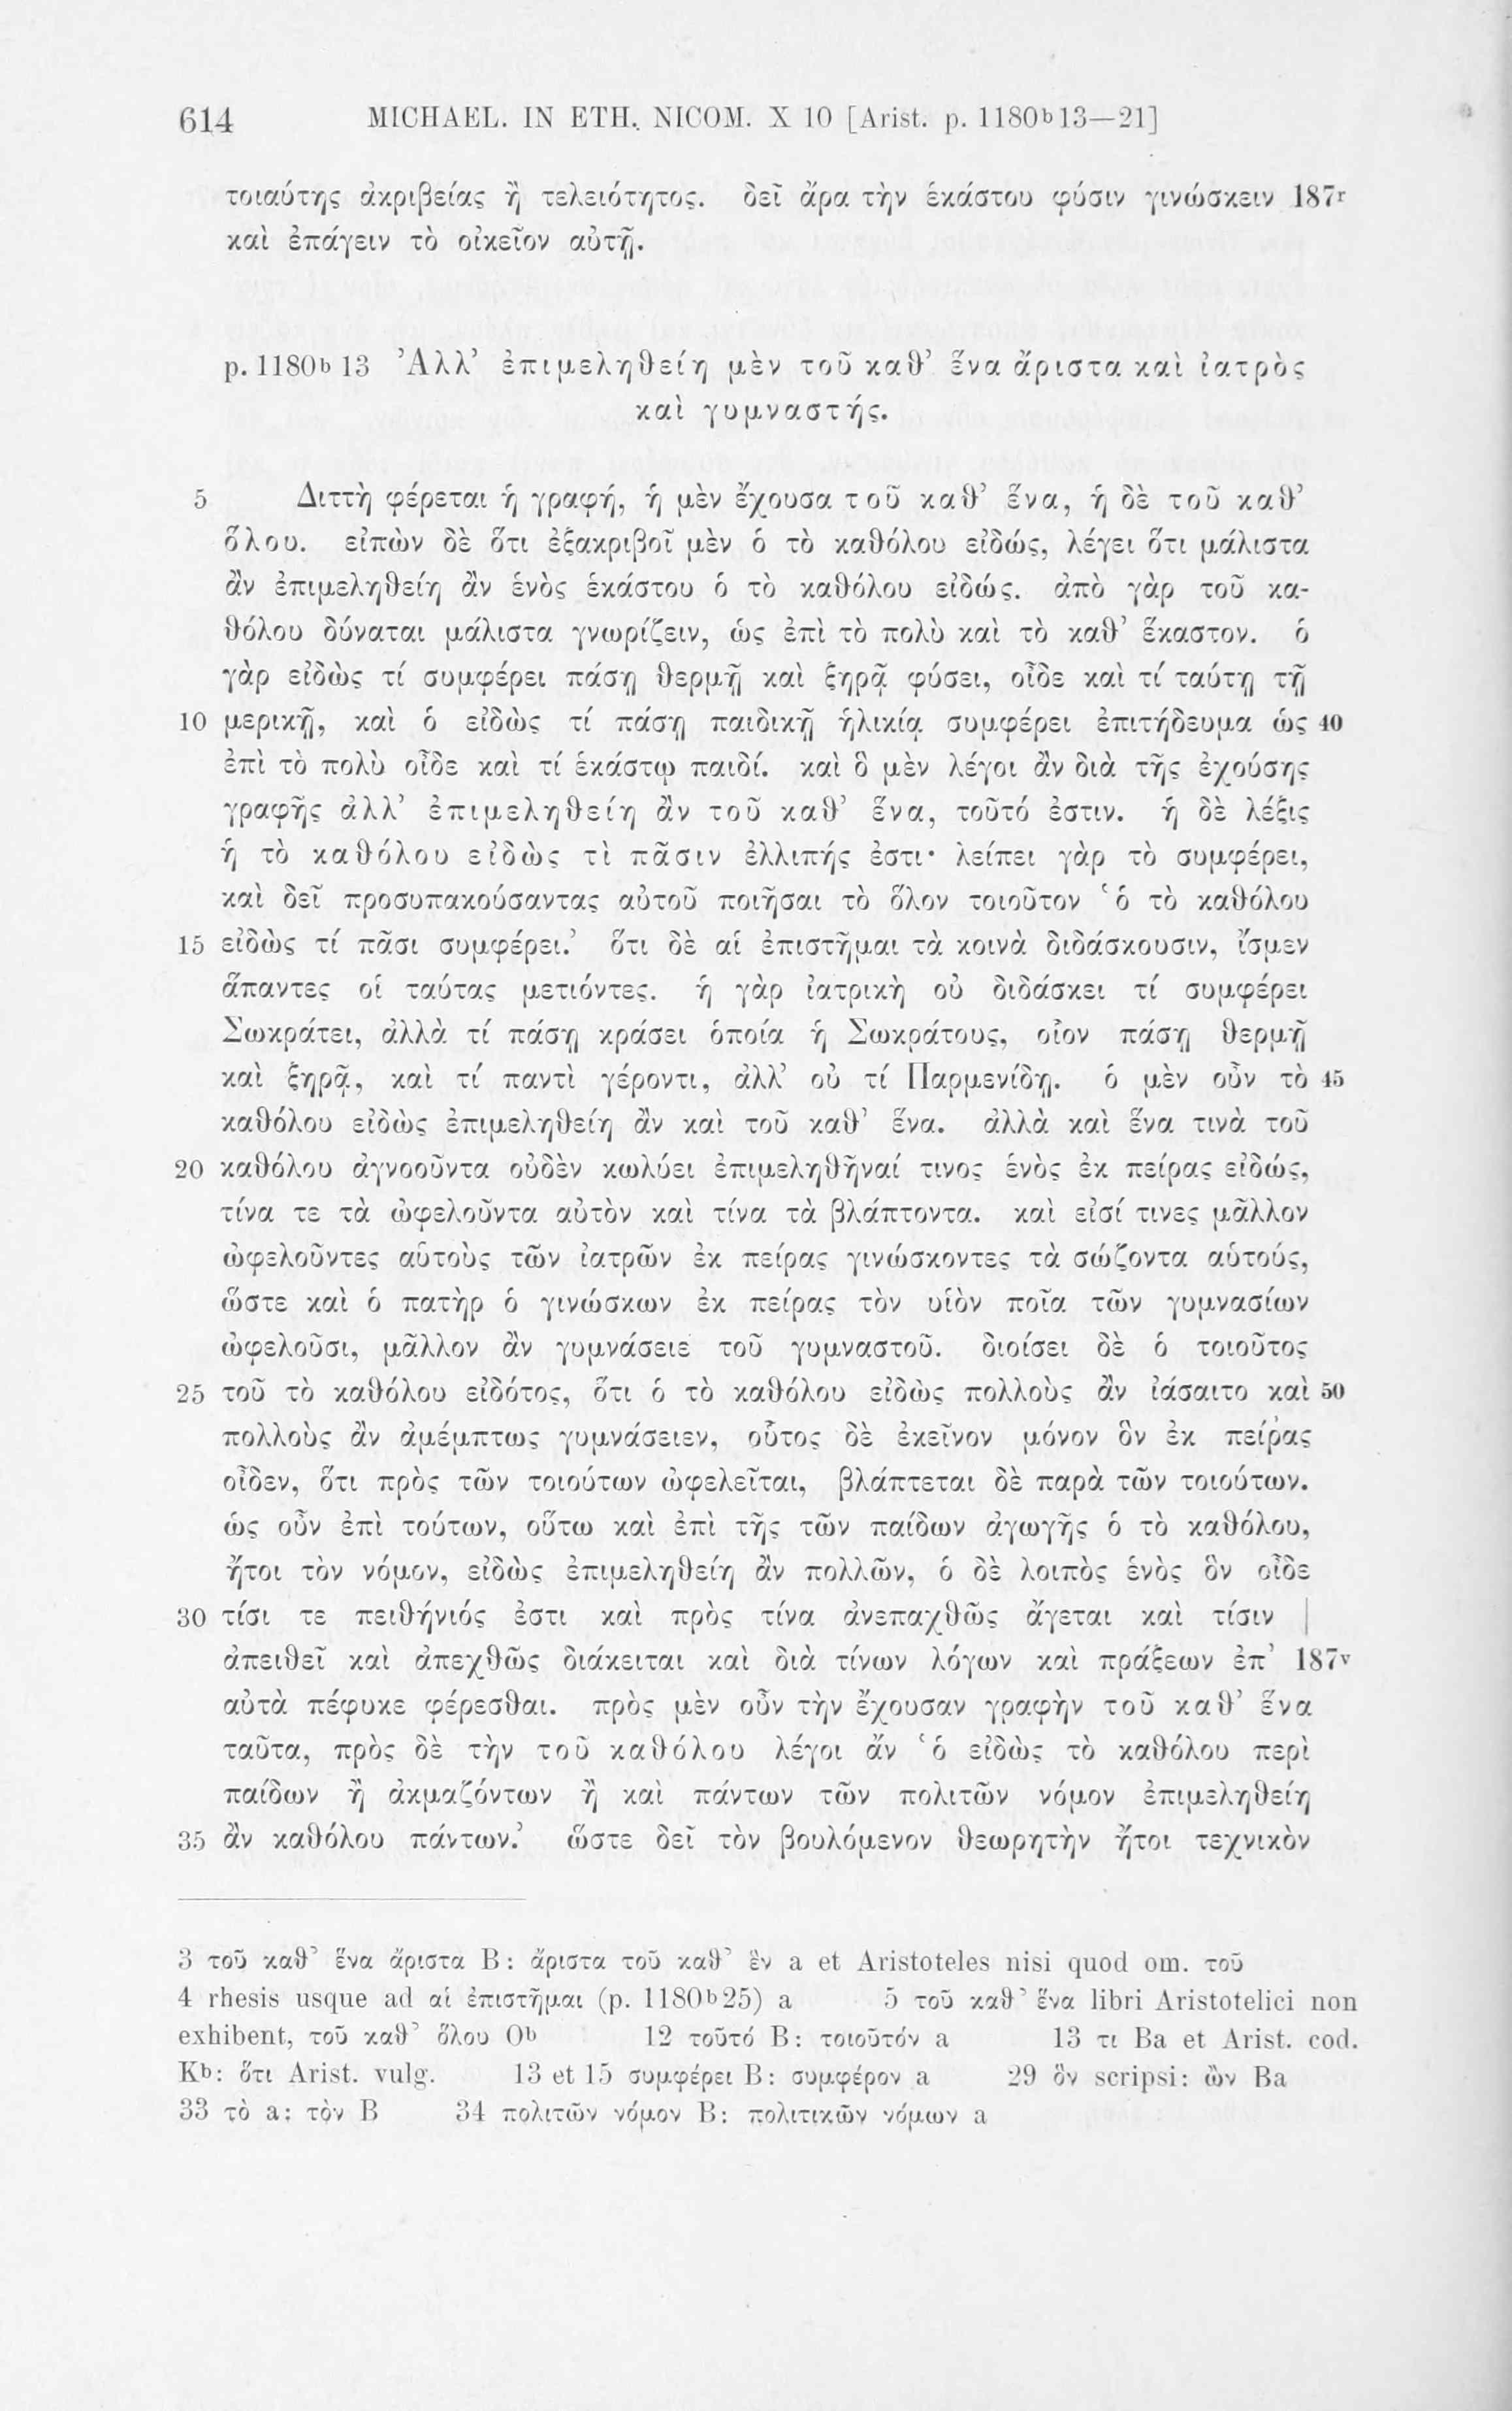 614 MICHAEL. IN ETH. NICOM. X 10 [Arist. p. 1180ᵇ13—21]
τοιαύτης ἀκριβείας ἢ τελειότητος. δεῖ ἄρα τὴν ἑκάστου φύσιν γινώσκειν 187ʳ
καὶ ἐπάγειν τὸ οἰκεῖον αὐτῇ.
p. 1180ᵇ 13 Ἀλλ’ ἐπιμεληθείη μὲν τοῦ καθ’ ἕνα ἄριστα καὶ ἰατρὸς
καὶ γυμναστής.
5 Διττὴ φέρεται ἡ γραφή, ἡ μὲν ἔχουσα τοῦ καθ’ ἕνα, ἡ δὲ τοῦ καθ’
ὅλου. εἰπὼν δὲ ὅτι ἐξακριβοῖ μὲν ὁ τὸ καθόλου εἰδώς, λέγει ὅτι μάλιστα
ἂν ἐπιμεληθείη ἂν ἑνὸς ἑκάστου ὁ τὸ καθόλου εἰδώς. ἀπὸ γὰρ τοῦ κα-
θόλου δύναται μάλιστα γνωρίζειν, ὡς ἐπὶ τὸ πολὺ καὶ τὸ καθ’ ἕκαστον. ὁ
γὰρ εἰδὼς τί συμφέρει πάσῃ θερμῇ καὶ ξηρᾷ φύσει, οἶδε καὶ τί ταύτῃ τῇ
10 μερικῇ, καὶ ὁ εἰδὼς τί πάσῃ παιδικῇ ἡλικίᾳ συμφέρει ἐπιτήδευμα ὡς 40
ἐπὶ τὸ πολὺ οἶδε καὶ τί ἑκάστῳ παιδί. καὶ ὃ μὲν λέγοι ἂν διὰ τῆς ἐχούσης
γραφῆς ἀλλ’ ἐπιμεληθείη ἂν τοῦ καθ’ ἕνα, τοῦτό ἐστιν. ἡ δὲ λέξις
ἡ τὸ καθόλου εἰδὼς τὶ πᾶσιν ἐλλιπής ἐστι· λείπει γὰρ τὸ συμφέρει,
καὶ δεῖ προσυπακούσαντας αὐτοῦ ποιῆσαι τὸ ὅλον τοιοῦτον ‘ὁ τὸ καθόλου
15 εἰδὼς τί πᾶσι συμφέρει.’ ὅτι δὲ αἱ ἐπιστῆμαι τὰ κοινὰ διδάσκουσιν, ἴσμεν
ἅπαντες οἱ ταύτας μετιόντες. ἡ γὰρ ἰατρικὴ οὐ διδάσκει τί συμφέρει
Σωκράτει, ἀλλὰ τί πάσῃ κράσει ὁποία ἡ Σωκράτους, οἷον πάσῃ θερμῇ
καὶ ξηρᾷ, καὶ τί παντὶ γέροντι, ἀλλ’ οὐ τί Παρμενίδῃ. ὁ μὲν οὖν τὸ 45
καθόλου εἰδὼς ἐπιμεληθείη ἂν καὶ τοῦ καθ’ ἕνα. ἀλλὰ καὶ ἕνα τινὰ τοῦ
20 καθόλου ἀγνοοῦντα οὐδὲν κωλύει ἐπιμεληθῆναί τινος ἑνὸς ἐκ πείρας εἰδώς,
τίνα τε τὰ ὠφελοῦντα αὐτὸν καὶ τίνα τὰ βλάπτοντα. καὶ εἰσί τινες μᾶλλον
ὠφελοῦντες αὑτοὺς τῶν ἰατρῶν ἐκ πείρας γινώσκοντες τὰ σώζοντα αὑτούς,
ὥστε καὶ ὁ πατὴρ ὁ γινώσκων ἐκ πείρας τὸν υἱὸν ποῖα τῶν γυμνασίων
ὠφελοῦσι, μᾶλλον ἂν γυμνάσειε τοῦ γυμναστοῦ. διοίσει δὲ ὁ τοιοῦτος
25 τοῦ τὸ καθόλου εἰδότος, ὅτι ὁ τὸ καθόλου εἰδὼς πολλοὺς ἂν ἰάσαιτο καὶ 50
πολλοὺς ἂν ἀμέμπτως γυμνάσειεν, οὗτος δὲ ἐκεῖνον μόνον ὃν ἐκ πείρας
οἶδεν, ὅτι πρὸς τῶν τοιούτων ὠφελεῖται, βλάπτεται δὲ παρὰ τῶν τοιούτων.
ὡς οὖν ἐπὶ τούτων, οὕτω καὶ ἐπὶ τῆς τῶν παίδων ἀγωγῆς ὁ τὸ καθόλου,
ἤτοι τὸν νόμον, εἰδὼς ἐπιμεληθείη ἂν πολλῶν, ὁ δὲ λοιπὸς ἑνὸς ὃν οἶδε
30 τίσι τε πειθήνιός ἐστι καὶ πρὸς τίνα ἀνεπαχθῶς ἄγεται καὶ τίσιν |
ἀπειθεῖ καὶ ἀπεχθῶς διάκειται καὶ διὰ τίνων λόγων καὶ πράξεων ἐπ’ 187ᵛ
αὐτὰ πέφυκε φέρεσθαι. πρὸς μὲν οὖν τὴν ἔχουσαν γραφὴν τοῦ καθ’ ἕνα
ταῦτα, πρὸς δὲ τὴν τοῦ καθόλου λέγοι ἄν ‘ὁ εἰδὼς τὸ καθόλου περὶ
παίδων ἢ ἀκμαζόντων ἢ καὶ πάντων τῶν πολιτῶν νόμον ἐπιμεληθείη
35 ἂν καθόλου πάντων.’ ὥστε δεῖ τὸν βουλόμενον θεωρητὴν ἤτοι τεχνικὸν
3 τοῦ καθ’ ἕνα ἄριστα B: ἄριστα τοῦ καθ’ ἓν a et Aristoteles nisi quod om. τοῦ
4 rhesis usque ad αἱ ἐπιστῆμαι (p. 1180ᵇ25) a 5 τοῦ καθ’ ἕνα libri Aristotelici non
exhibent, τοῦ καθ’ ὅλου Oᵇ 12 τοῦτό B: τοιοῦτόν a 13 τι Ba et Arist. cod.
Kᵇ: ὅτι Arist. vulg. 13 et 15 συμφέρει B: συμφέρον a 29 ὃν scripsi: ὧν Ba
33 τὸ a: τὸν B 34 πολιτῶν νόμον B: πολιτικῶν νόμων a